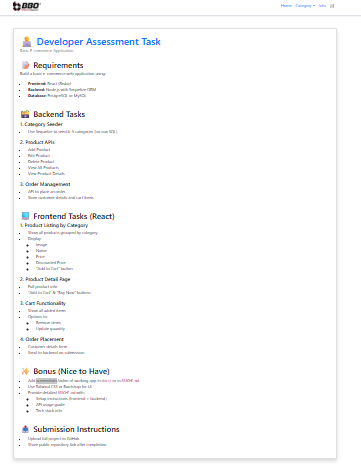 BBO
Home Category Info
Developer Assessment Task
Basic E-commerce Application
Requirements
Build a basic e-commerce web application using:
Frontend: React (Redux)
Backend: Node.js with Sequelize ORM
Database: PostgreSQL or MySQL
Backend Tasks
1. Category Seeder
Use Sequelize to seed 4-5 categories (no raw SQL).
2. Product APIs
Add Product
Edit Product
Delete Product
View All Products
View Product Details
3. Order Management
API to place an order
Store customer details and cart items
Frontend Tasks (React)
1. Product Listing by Category
Show all products grouped by category
Display:
Image
Name
Price
Discounted Price
"Add to Cart" button
2. Product Detail Page
Full product info
"Add to Cart" & "Buy Now" buttons
3. Cart Functionality
Show all added items
Options to:
Remove items
Update quantity
4. Order Placement
Customer details form
Send to backend on submission
Bonus (Nice to Have)
Add screenshots/video of working app in or in README.md
Use Tailwind CSS or Bootstrap for UI
Provide detailed README.md with:
Setup instructions (frontend + backend)
API usage guide
Tech stack info
Submission Instructions
Upload full project to GitHub
Share public repository link after completion